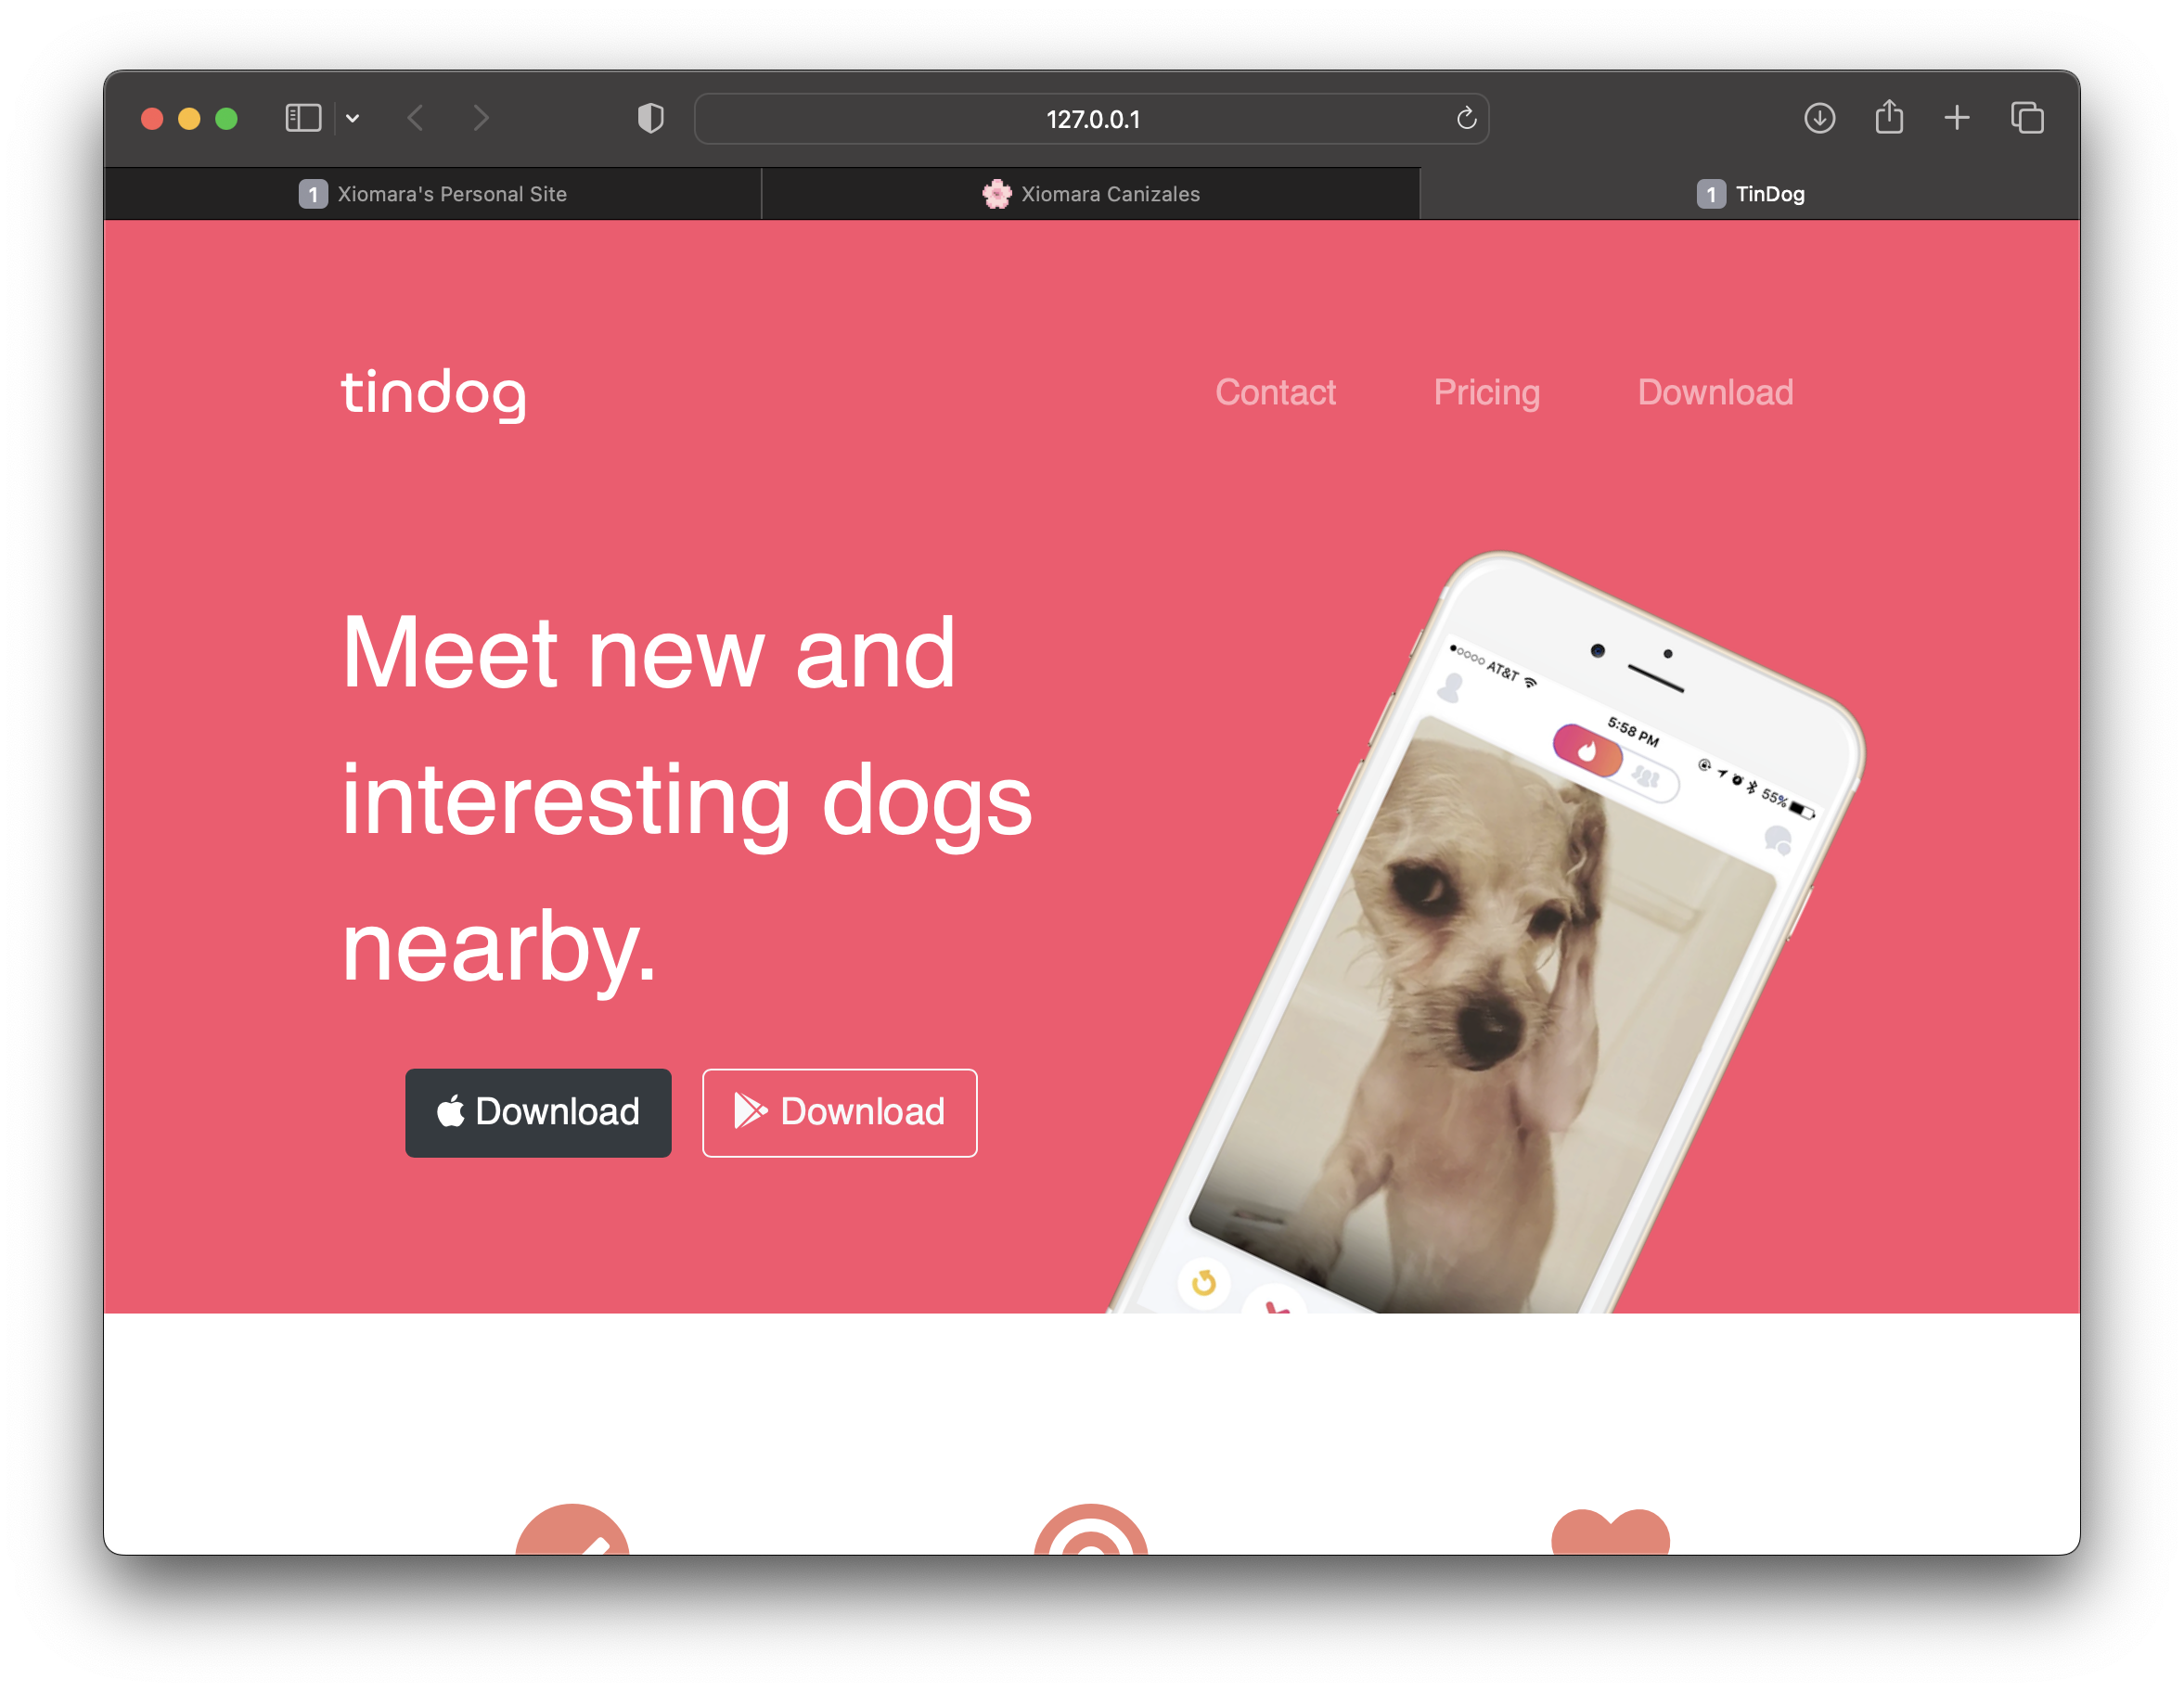 127.0.0.1
1 Xiomara's Personal Site
Xiomara Canizales
1 TinDog
tindog
Contact
Pricing
Download
Meet new and
interesting dogs
nearby.
Download
Download
AT&T
5:58 PM
55%